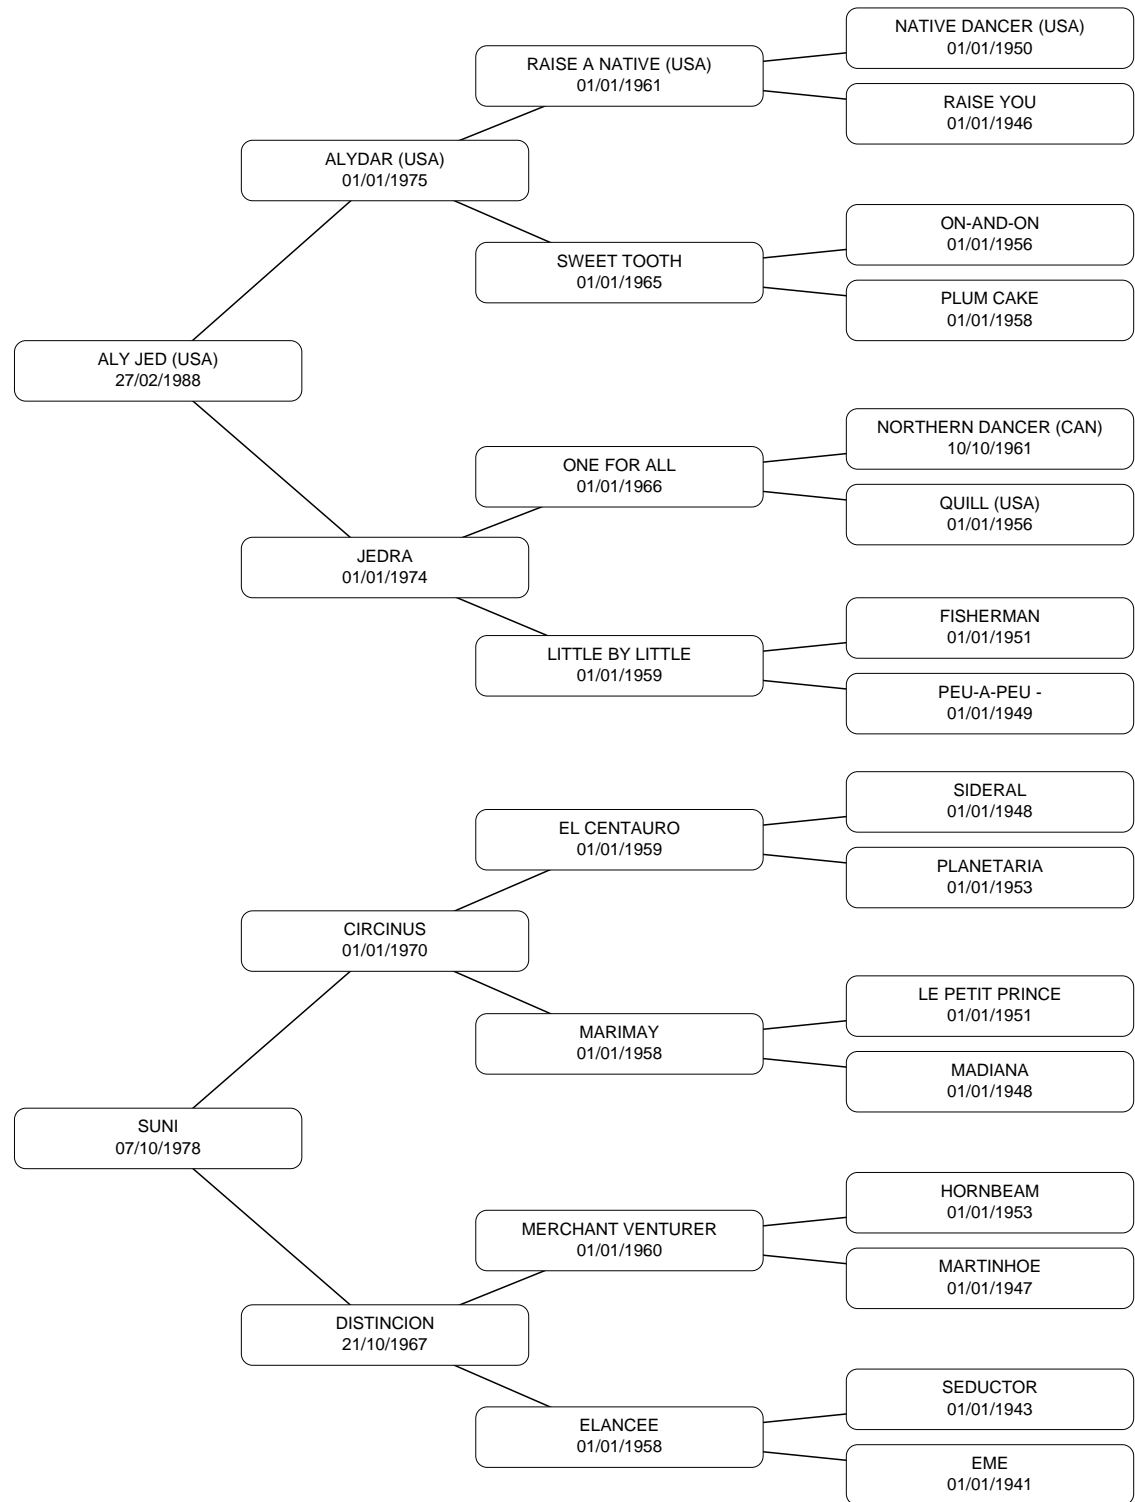 NATIVE DANCER (USA)
01/01/1950
RAISE A NATIVE (USA)
01/01/1961
RAISE YOU
01/01/1946
ALYDAR (USA)
01/01/1975
ON-AND-ON
01/01/1956
SWEET TOOTH
01/01/1965
PLUM CAKE
01/01/1958
ALY JED (USA)
27/02/1988
NORTHERN DANCER (CAN)
10/10/1961
ONE FOR ALL
01/01/1966
QUILL (USA)
01/01/1956
JEDRA
01/01/1974
FISHERMAN
01/01/1951
LITTLE BY LITTLE
01/01/1959
PEU-A-PEU -
01/01/1949
SIDERAL
01/01/1948
EL CENTAURO
01/01/1959
PLANETARIA
01/01/1953
CIRCINUS
01/01/1970
LE PETIT PRINCE
01/01/1951
MARIMAY
01/01/1958
MADIANA
01/01/1948
SUNI
07/10/1978
HORNBEAM
01/01/1953
MERCHANT VENTURER
01/01/1960
MARTINHOE
01/01/1947
DISTINCION
21/10/1967
SEDUCTOR
01/01/1943
ELANCEE
01/01/1958
EME
01/01/1941